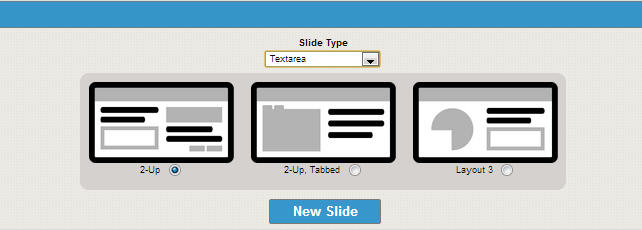 Slide Type
Textarea
2-Up
2-Up, Tabbed
Layout 3
New Slide